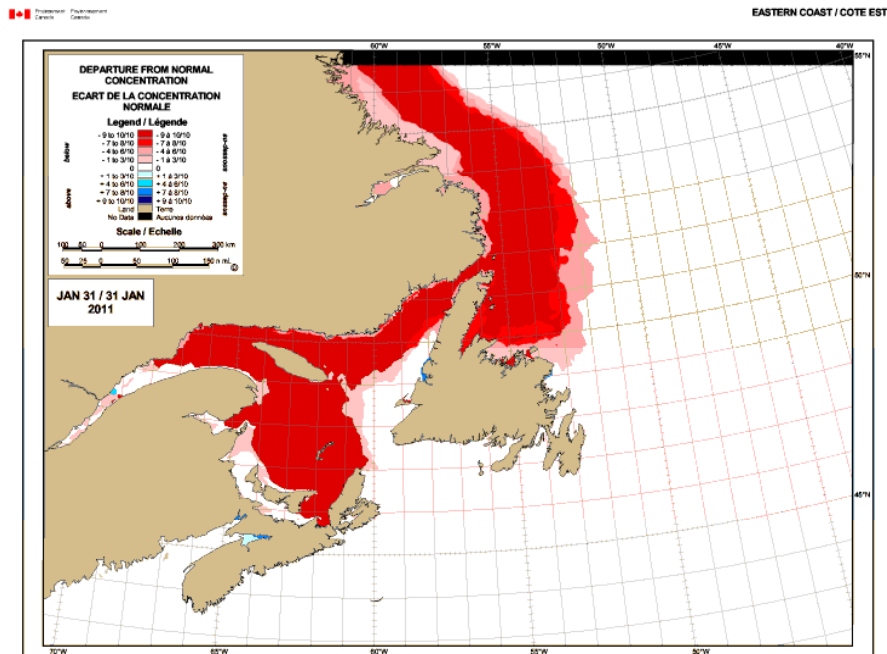 Environment Environnement
Canada Canada
EASTERN COAST / COTE EST
60°W 55°W 50°W 45°W 40°W
DEPARTURE FROM NORMAL
CONCENTRATION
ECART DE LA CONCENTRATION
NORMALE
Legend / Légende
below
- 9 to 10/10 - 9 à 10/10
- 7 to 8/10 - 7 à 8/10
- 4 to 6/10 - 4 à 6/10
- 1 to 3/10 - 1 à 3/10
au-dessous
0 0
above
+ 1 to 3/10 + 1 à 3/10
+ 4 to 6/10 + 4 à 6/10
+ 7 to 8/10 + 7 à 8/10
+ 9 to 10/10 + 9 à 10/10
au-dessus
Land Terre
No Data Aucunes données
Scale / Echelle
100 50 0 100 200 300 km
50 25 0 50 100 150 n mi.
©
JAN 31 / 31 JAN
2011
55°N
50°N
45°N
70°W 65°W 60°W 55°W 50°W